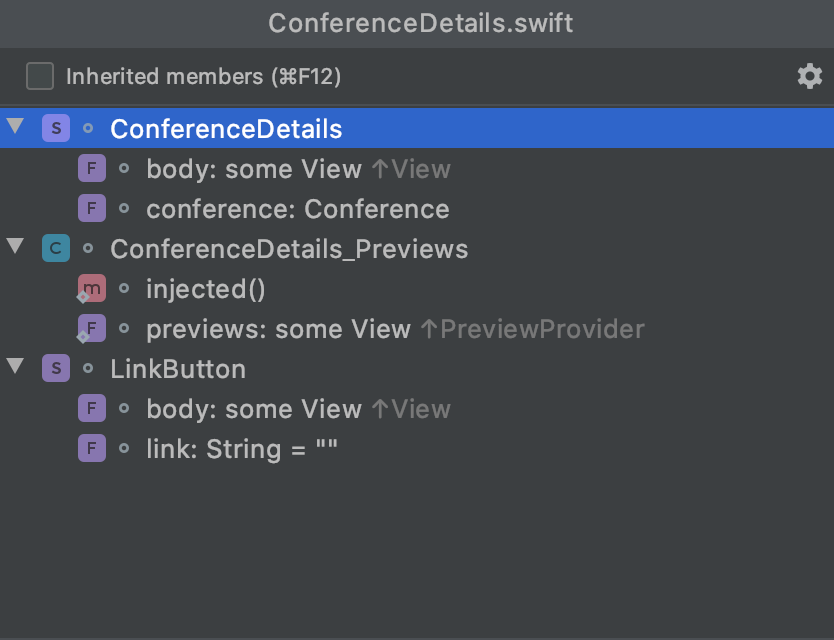 ConferenceDetails.swift
Inherited members (⌘F12)
S ConferenceDetails
F body: some View ↑View
F conference: Conference
C ConferenceDetails_Previews
m injected()
F previews: some View ↑PreviewProvider
S LinkButton
F body: some View ↑View
F link: String = ""